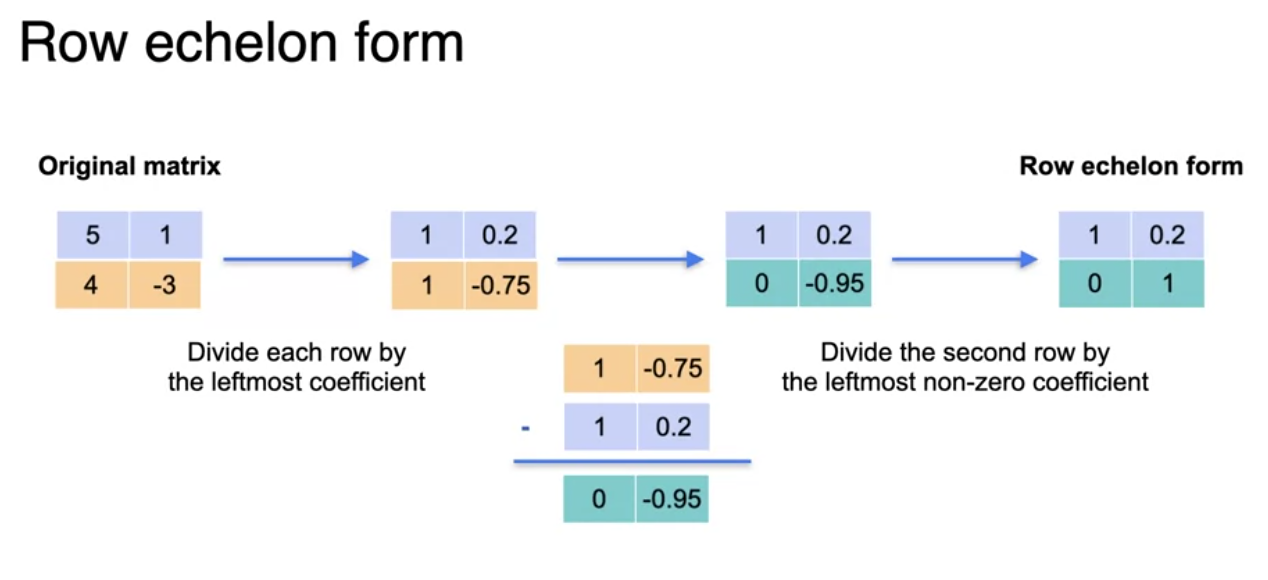 Row echelon form
Original matrix
Row echelon form
5 1
4 -3
1 0.2
1 -0.75
1 0.2
0 -0.95
1 0.2
0 1
Divide each row by
the leftmost coefficient
1 -0.75
- 1 0.2
0 -0.95
Divide the second row by
the leftmost non-zero coefficient